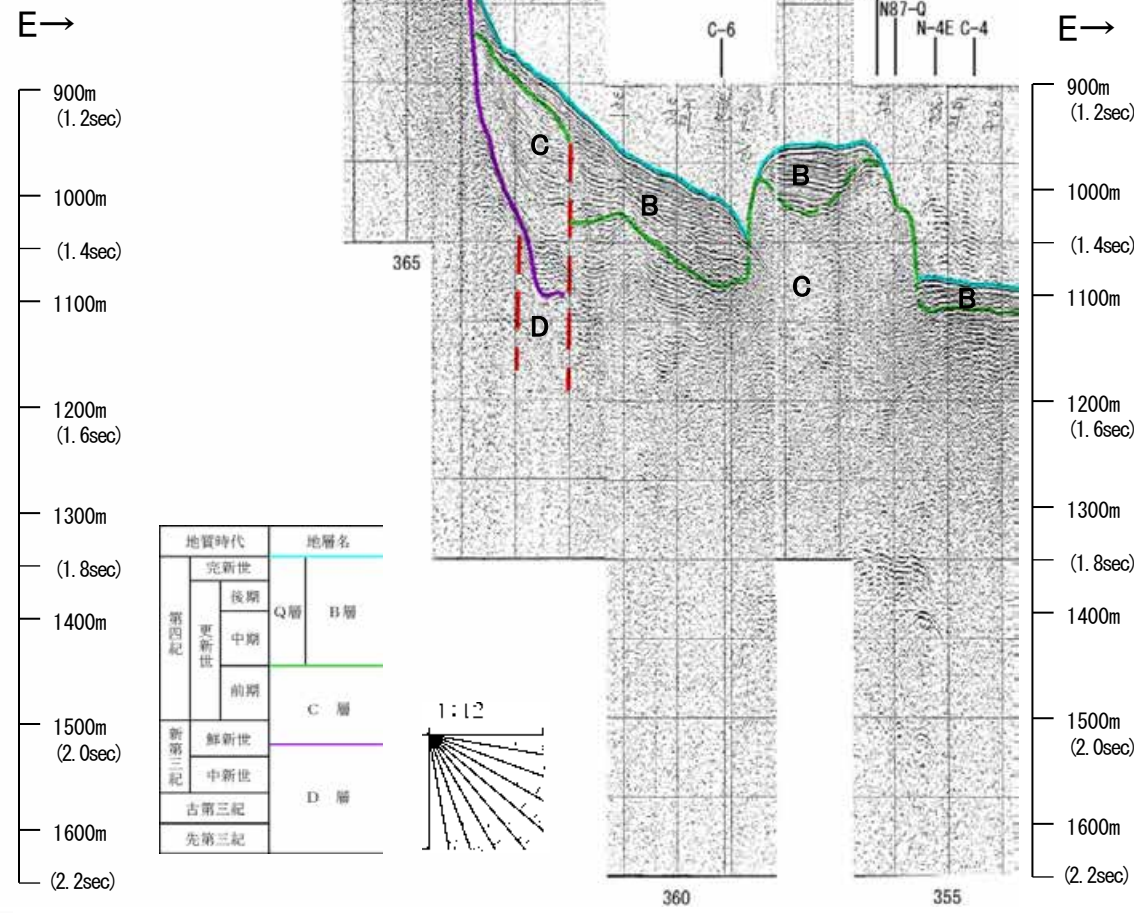 E→
E→
N87-Q
C-6
N-4E C-4
900m
(1.2sec)
1000m
(1.4sec)
1100m
1200m
(1.6sec)
1300m
(1.8sec)
1400m
1500m
(2.0sec)
1600m
(2.2sec)
900m
(1.2sec)
1000m
(1.4sec)
1100m
1200m
(1.6sec)
1300m
(1.8sec)
1400m
1500m
(2.0sec)
1600m
(2.2sec)
C
B
B
C
B
D
365
360
355
地質時代 地層名
第四紀
完新世
更新世
後期
中期
前期
Q層 B層
C 層
新第三紀
鮮新世
中新世
D 層
古第三紀
先第三紀
1:12